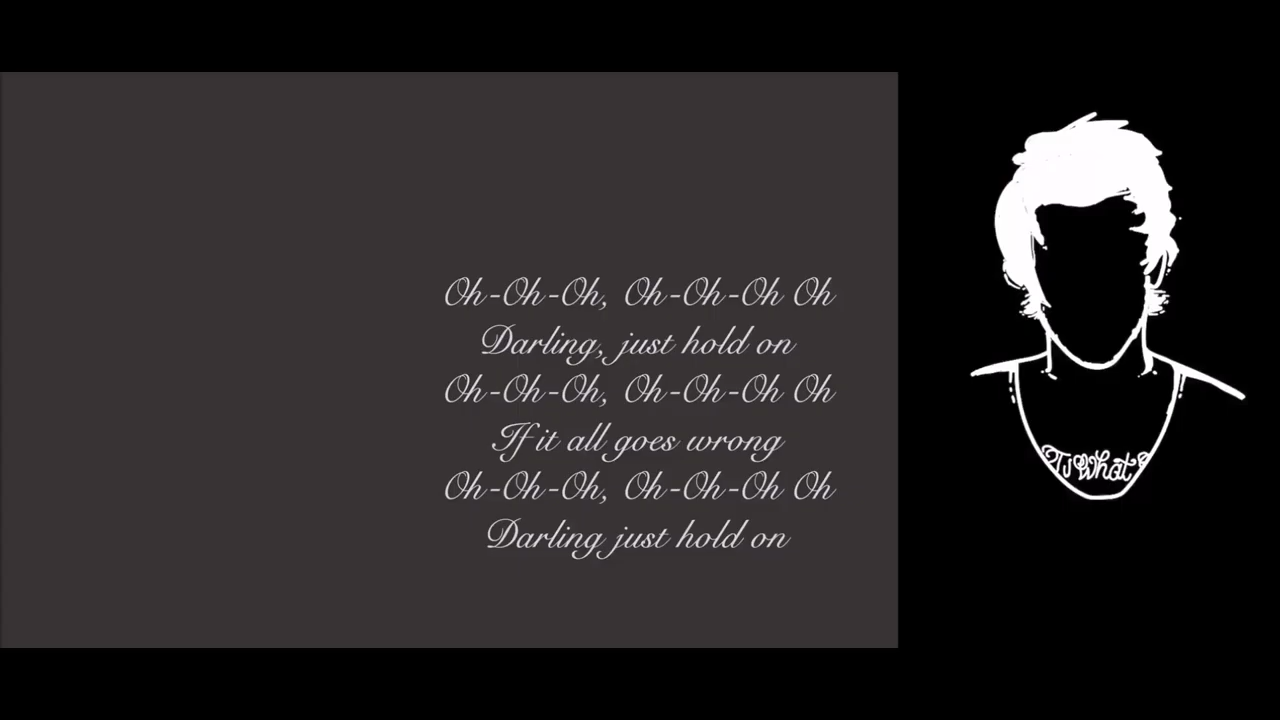 Oh-Oh-Oh, Oh-Oh-Oh Oh
Darling, just hold on
Oh-Oh-Oh, Oh-Oh-Oh Oh
If it all goes wrong
Oh-Oh-Oh, Oh-Oh-Oh Oh
Darling just hold on
What